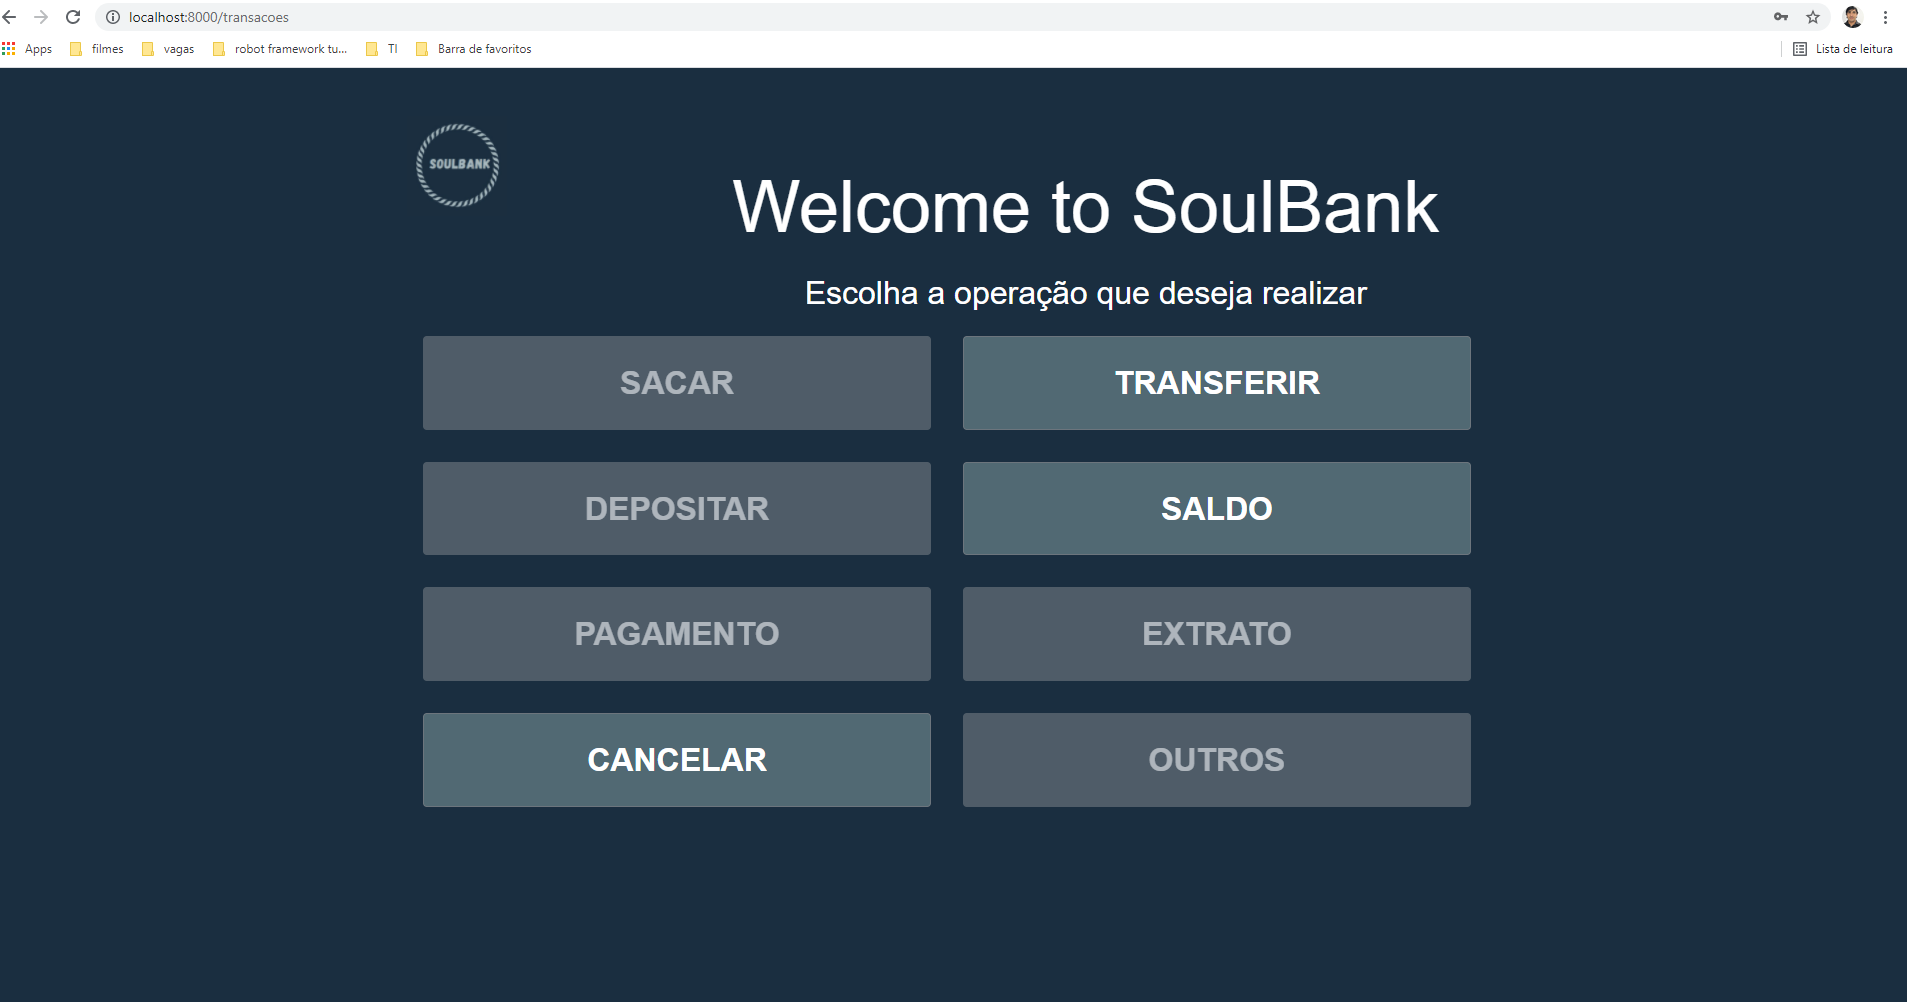 localhost:8000/transacoes
Apps filmes vagas robot framework tu... TI Barra de favoritos Lista de leitura
SOULBANK
Welcome to SoulBank
Escolha a operação que deseja realizar
SACAR TRANSFERIR
DEPOSITAR SALDO
PAGAMENTO EXTRATO
CANCELAR OUTROS